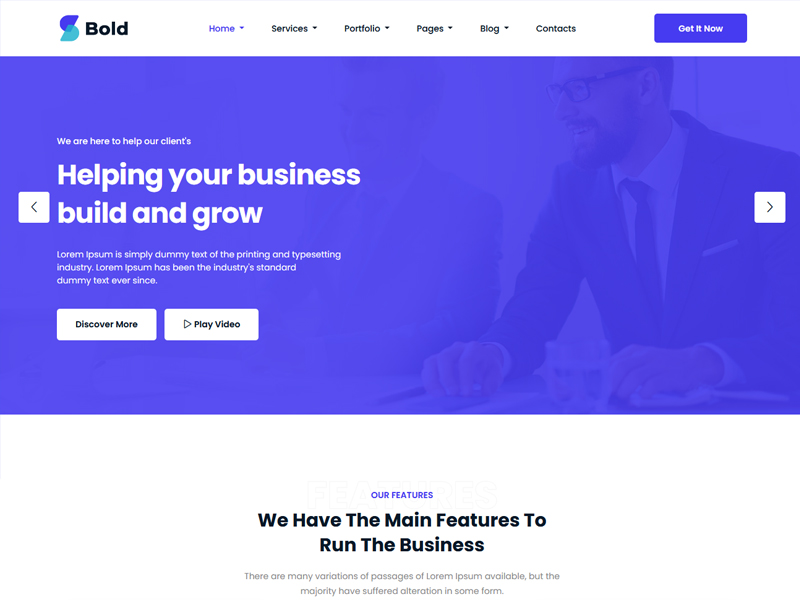 Bold
Home Services Portfolio Pages Blog Contacts
Get It Now
We are here to help our client's
Helping your business
build and grow
Lorem Ipsum is simply dummy text of the printing and typesetting
industry. Lorem Ipsum has been the industry's standard
dummy text ever since.
Discover More
Play Video
FEATURES
OUR FEATURES
We Have The Main Features To
Run The Business
There are many variations of passages of Lorem Ipsum available, but the
majority have suffered alteration in some form.